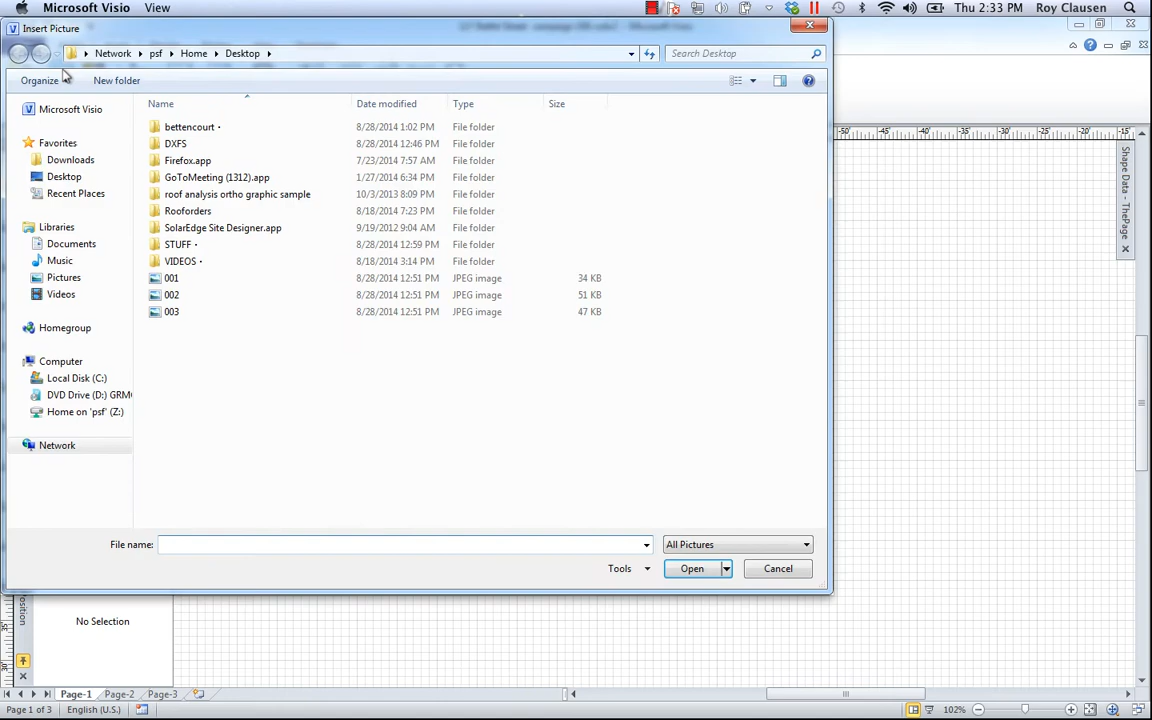 Microsoft Visio View
Thu 2:33 PM Roy Clausen
Insert Picture
Network psf Home Desktop
Search Desktop
Organize New folder
Name Date modified Type Size
Microsoft Visio
Favorites
Downloads
Desktop
Recent Places
Libraries
Documents
Music
Pictures
Videos
Homegroup
Computer
Local Disk (C:)
DVD Drive (D:) GRM
Home on 'psf' (Z:)
Network
bettencourt • 8/28/2014 1:02 PM File folder
DXFS 8/28/2014 12:46 PM File folder
Firefox.app 7/23/2014 7:57 AM File folder
GoToMeeting (1312).app 1/27/2014 6:34 PM File folder
roof analysis ortho graphic sample 10/3/2013 8:09 PM File folder
Rooforders 8/18/2014 7:23 PM File folder
SolarEdge Site Designer.app 9/19/2012 9:04 AM File folder
STUFF • 8/28/2014 12:59 PM File folder
VIDEOS • 8/18/2014 3:14 PM File folder
001 8/28/2014 12:51 PM JPEG image 34 KB
002 8/28/2014 12:51 PM JPEG image 51 KB
003 8/28/2014 12:51 PM JPEG image 47 KB
File name:
All Pictures
Tools Open Cancel
-50 -45 -40 -35 -30 -25 -20 -15
Shape Data - ThePage
No Selection
Page-1 Page-2 Page-3
Page 1 of 3 English (U.S.) 102%